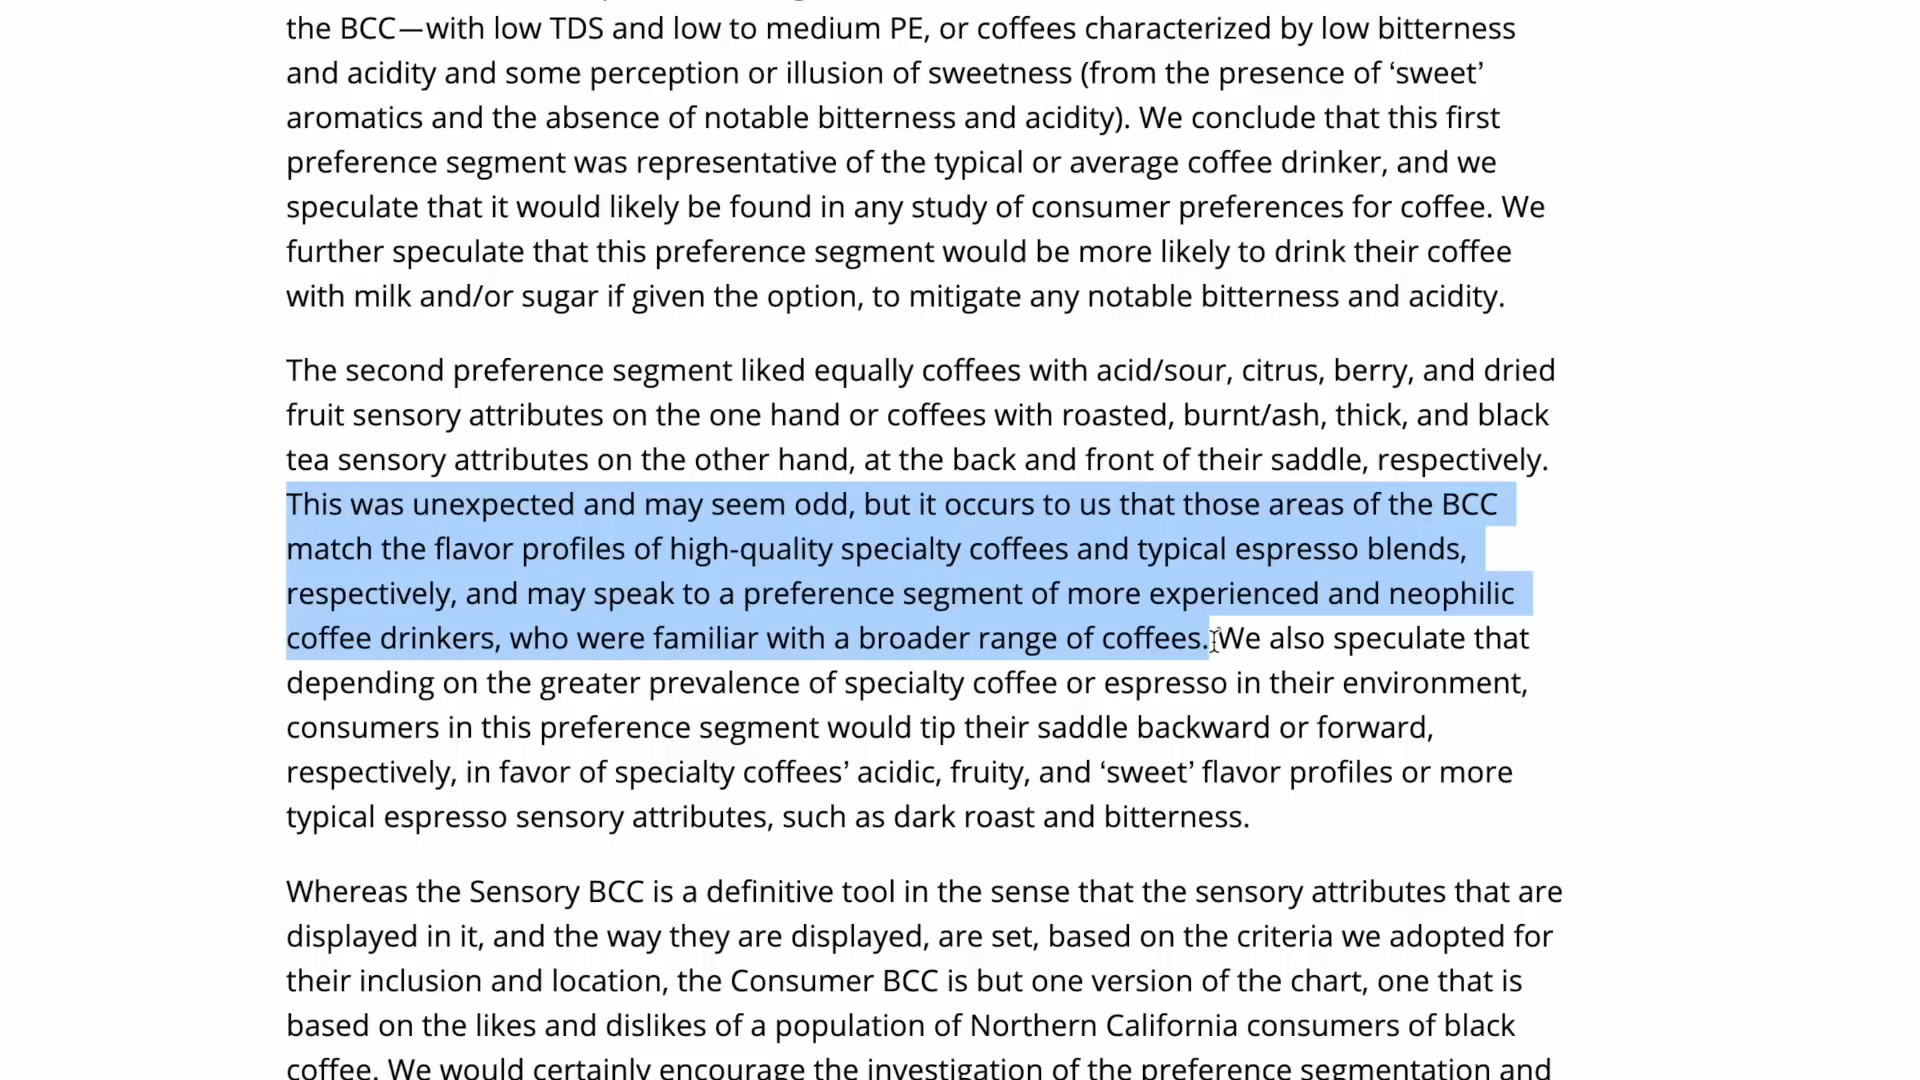 the BCC—with low TDS and low to medium PE, or coffees characterized by low bitterness
and acidity and some perception or illusion of sweetness (from the presence of ‘sweet’
aromatics and the absence of notable bitterness and acidity). We conclude that this first
preference segment was representative of the typical or average coffee drinker, and we
speculate that it would likely be found in any study of consumer preferences for coffee. We
further speculate that this preference segment would be more likely to drink their coffee
with milk and/or sugar if given the option, to mitigate any notable bitterness and acidity.
The second preference segment liked equally coffees with acid/sour, citrus, berry, and dried
fruit sensory attributes on the one hand or coffees with roasted, burnt/ash, thick, and black
tea sensory attributes on the other hand, at the back and front of their saddle, respectively.
This was unexpected and may seem odd, but it occurs to us that those areas of the BCC
match the flavor profiles of high-quality specialty coffees and typical espresso blends,
respectively, and may speak to a preference segment of more experienced and neophilic
coffee drinkers, who were familiar with a broader range of coffees. We also speculate that
depending on the greater prevalence of specialty coffee or espresso in their environment,
consumers in this preference segment would tip their saddle backward or forward,
respectively, in favor of specialty coffees’ acidic, fruity, and ‘sweet’ flavor profiles or more
typical espresso sensory attributes, such as dark roast and bitterness.
Whereas the Sensory BCC is a definitive tool in the sense that the sensory attributes that are
displayed in it, and the way they are displayed, are set, based on the criteria we adopted for
their inclusion and location, the Consumer BCC is but one version of the chart, one that is
based on the likes and dislikes of a population of Northern California consumers of black
coffee. We would certainly encourage the investigation of the preference segmentation and